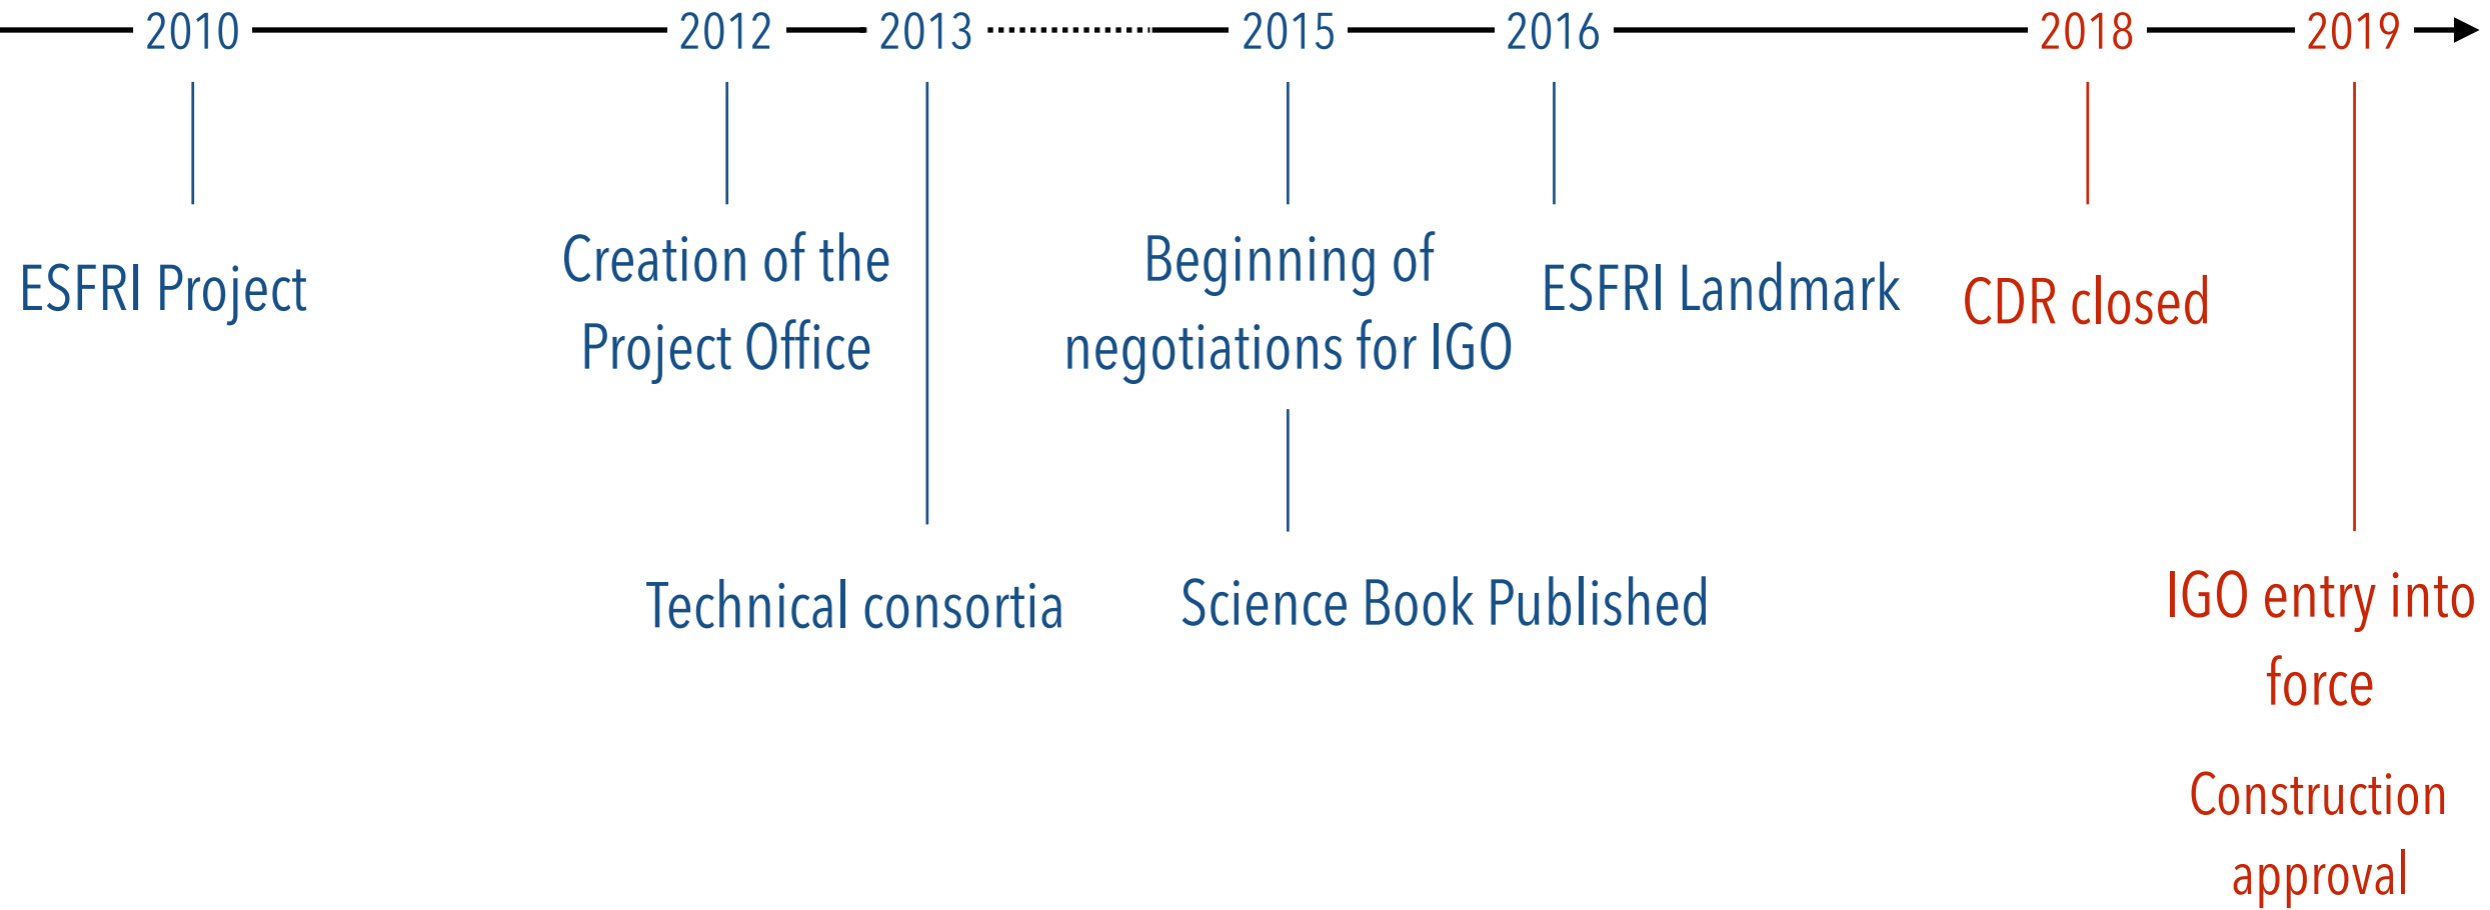 2010 2012 2013 2015 2016 2018 2019
ESFRI Project
Creation of the
Project Office
Technical consortia
Beginning of
negotiations for IGO
Science Book Published
ESFRI Landmark
CDR closed
IGO entry into
force
Construction
approval